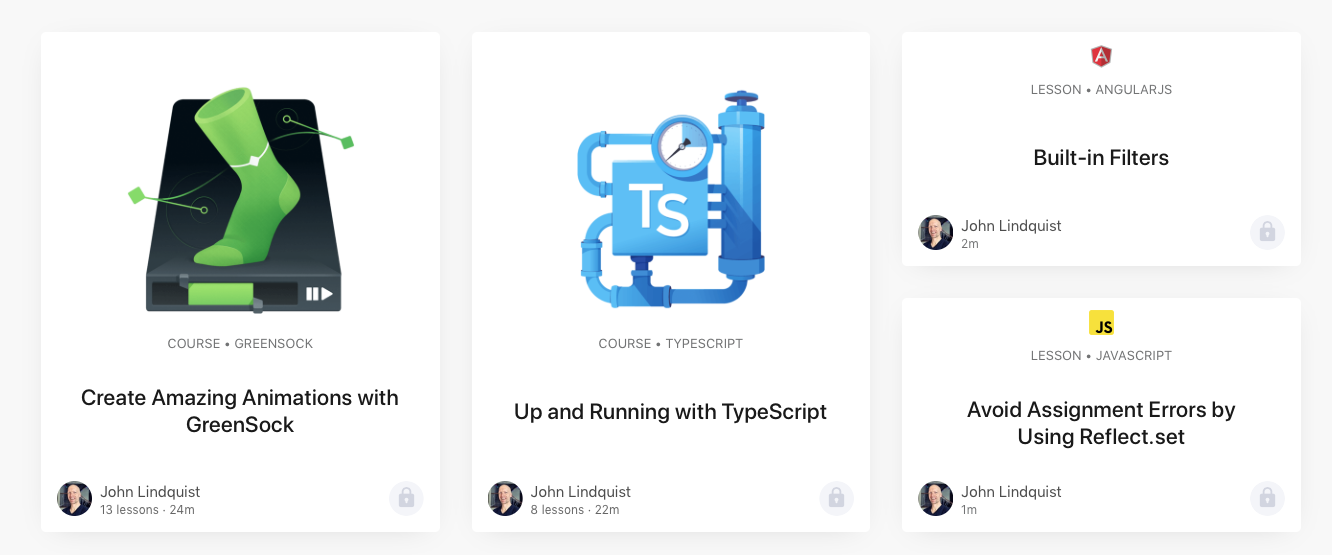 TS
COURSE • GREENSOCK
Create Amazing Animations with
GreenSock
John Lindquist
13 lessons · 24m
COURSE • TYPESCRIPT
Up and Running with TypeScript
John Lindquist
8 lessons · 22m
A
LESSON • ANGULARJS
Built-in Filters
John Lindquist
2m
JS
LESSON • JAVASCRIPT
Avoid Assignment Errors by
Using Reflect.set
John Lindquist
1m